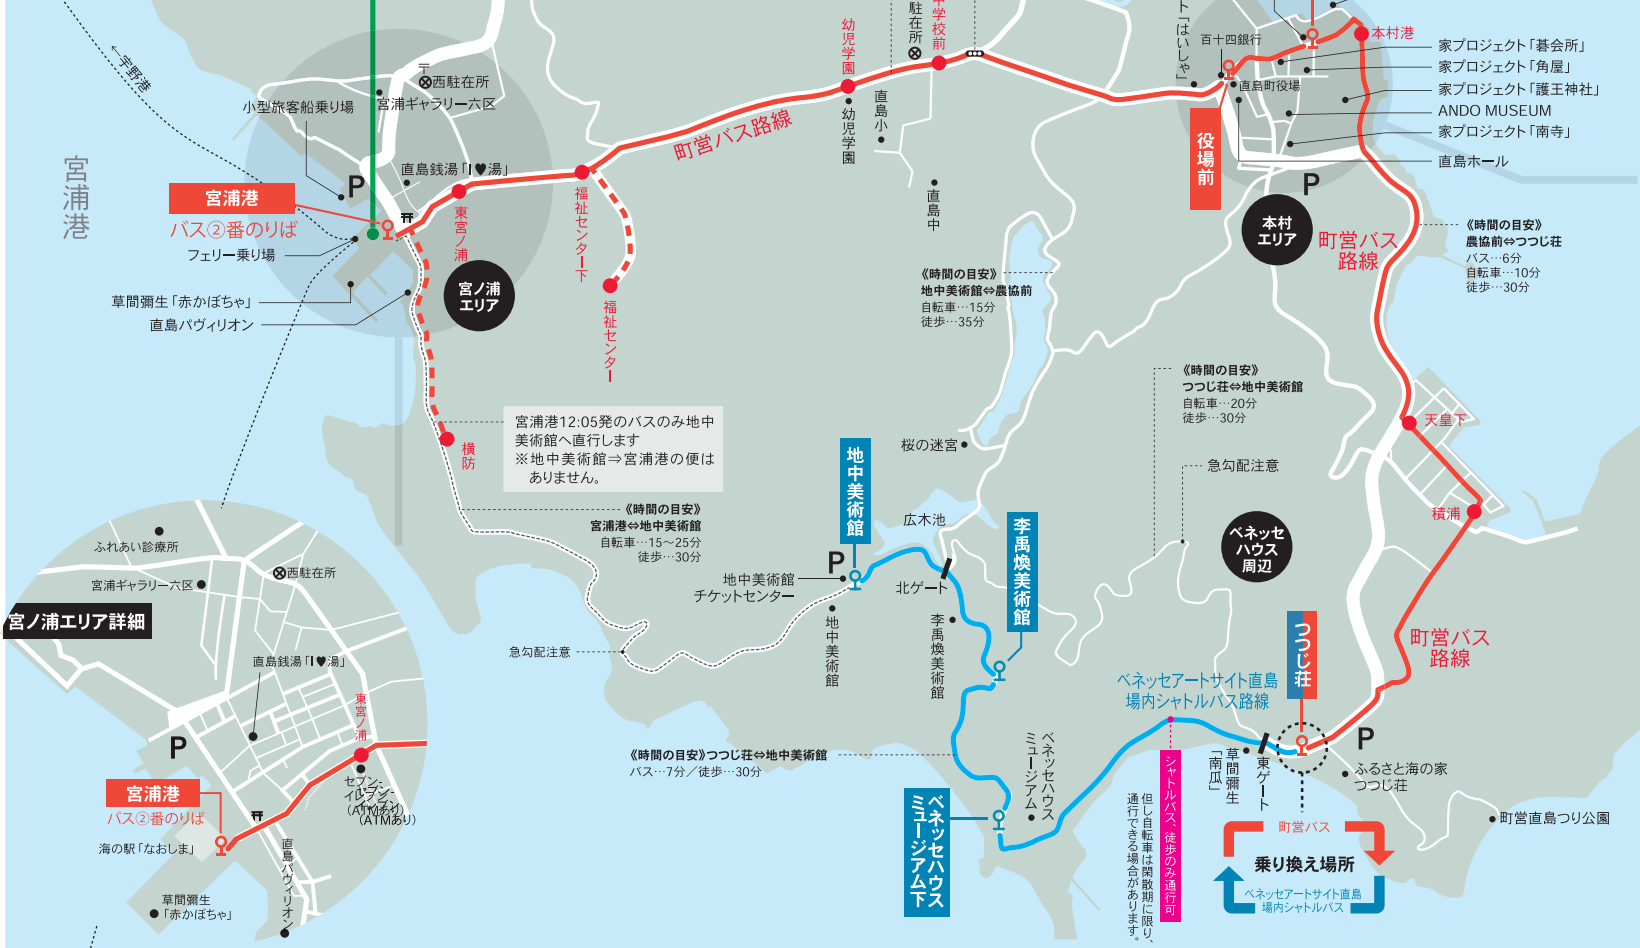 ←宇野港
宮浦港
小型旅客船乗り場
〒
西駐在所
宮浦ギャラリー六区
直島銭湯「I♥湯」
P
宮浦港
バス②番のりば
フェリー乗り場
草間彌生「赤かぼちゃ」
直島パヴィリオン
東宮ノ浦
宮ノ浦
エリア
福祉センター下
福祉センター
横防
町営バス路線
幼児学園
幼児学園
直島小
駐在所
中学校前
直島中
ト「はいしゃ」
百十四銀行
直島町役場
役場前
本村港
家プロジェクト「碁会所」
家プロジェクト「角屋」
家プロジェクト「護王神社」
ANDO MUSEUM
家プロジェクト「南寺」
直島ホール
P
本村
エリア
町営バス
路線
《時間の目安》
農協前⇔つつじ荘
バス…6分
自転車…10分
徒歩…30分
《時間の目安》
地中美術館⇔農協前
自転車…15分
徒歩…35分
《時間の目安》
つつじ荘⇔地中美術館
自転車…20分
徒歩…30分
宮浦港12:05発のバスのみ地中
美術館へ直行します
※地中美術館⇒宮浦港の便は
ありません。
《時間の目安》
宮浦港⇔地中美術館
自転車…15～25分
徒歩…30分
桜の迷宮
急勾配注意
天皇下
積浦
ベネッセ
ハウス
周辺
地中美術館
広木池
李禹煥美術館
P
地中美術館
チケットセンター
北ゲート
地中美術館
李禹煥美術館
急勾配注意
つつじ荘
町営バス
路線
ベネッセアートサイト直島
場内シャトルバス路線
《時間の目安》つつじ荘⇔地中美術館
バス…7分／徒歩…30分
ベネッセハウス
ミュージアム
ベネッセハウス
ミュージアム下
シャトルバス、徒歩のみ通行可
但し自転車は閑散期に限り、
通行できる場合があります。
草間彌生
「南瓜」
東ゲート
P
ふるさと海の家
つつじ荘
町営直島つり公園
町営バス
乗り換え場所
ベネッセアートサイト直島
場内シャトルバス
ふれあい診療所
宮浦ギャラリー六区
西駐在所
宮ノ浦エリア詳細
直島銭湯「I♥湯」
東宮ノ浦
P
宮浦港
バス②番のりば
セブン-
イレブン
(ATMあり)
海の駅「なおしま」
直島パヴィリオン
草間彌生
「赤かぼちゃ」